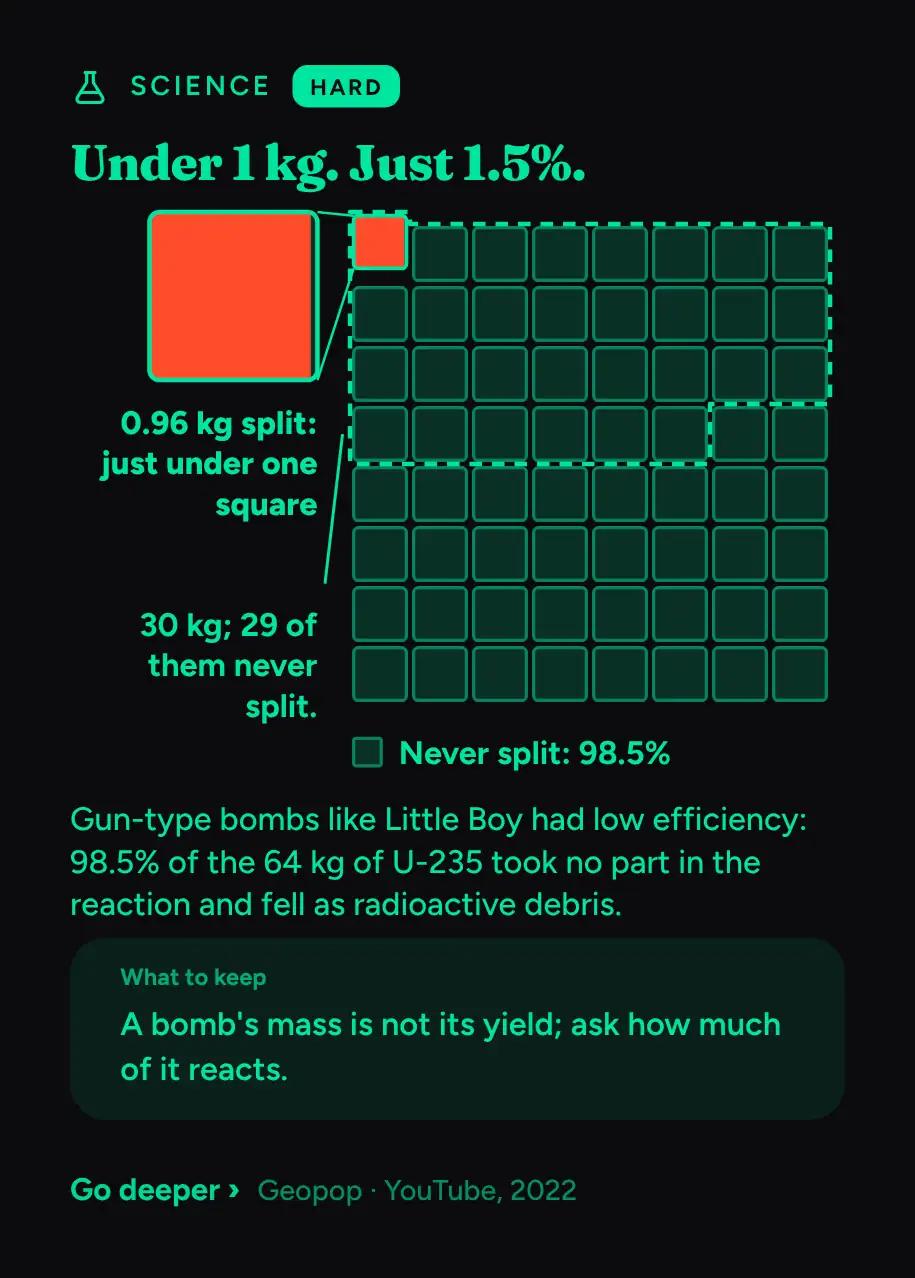 SCIENCE HARD
Under 1 kg. Just 1.5%.
0.96 kg split:
just under one
square
30 kg; 29 of
them never
split.
Never split: 98.5%
Gun-type bombs like Little Boy had low efficiency:
98.5% of the 64 kg of U-235 took no part in the
reaction and fell as radioactive debris.
What to keep
A bomb's mass is not its yield; ask how much
of it reacts.
Go deeper › Geopop · YouTube, 2022